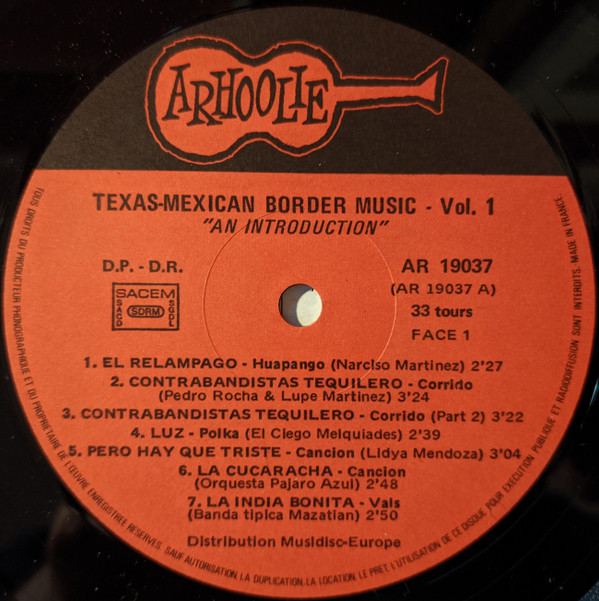 ARHOOLIE
TEXAS-MEXICAN BORDER MUSIC - Vol. 1
"AN INTRODUCTION"
D.P. - D.R.
AR 19037
(AR 19037 A)
SACEM
SACD
SDRM
SGDL
33 tours
FACE 1
1. EL RELAMPAGO - Huapango (Narciso Martinez) 2'27
2. CONTRABANDISTAS TEQUILERO - Corrido
(Pedro Rocha & Lupe Martinez) 3'24
3. CONTRABANDISTAS TEQUILERO - Corrido (Part 2) 3'22
4. LUZ - Polka (El Ciego Melquiades) 2'39
5. PERO HAY QUE TRISTE - Cancion (Lidya Mendoza) 3'04
6. LA CUCARACHA - Cancion
(Orquesta Pajaro Azul) 2'48
7. LA INDIA BONITA - Vals
(Banda tipica Mazatlan) 2'50
Distribution Musidisc-Europe
TOUS DROITS DU PRODUCTEUR PHONOGRAPHIQUE ET DU PROPRIETAIRE DE L'ŒUVRE ENREGISTREE RESERVES. SAUF AUTORISATION, LA DUPLICATION, LA LOCATION, LE PRET, L'UTILISATION DE CE DISQUE POUR EXECUTION PUBLIQUE ET RADIODIFFUSION SONT INTERDITS. MADE IN FRANCE.